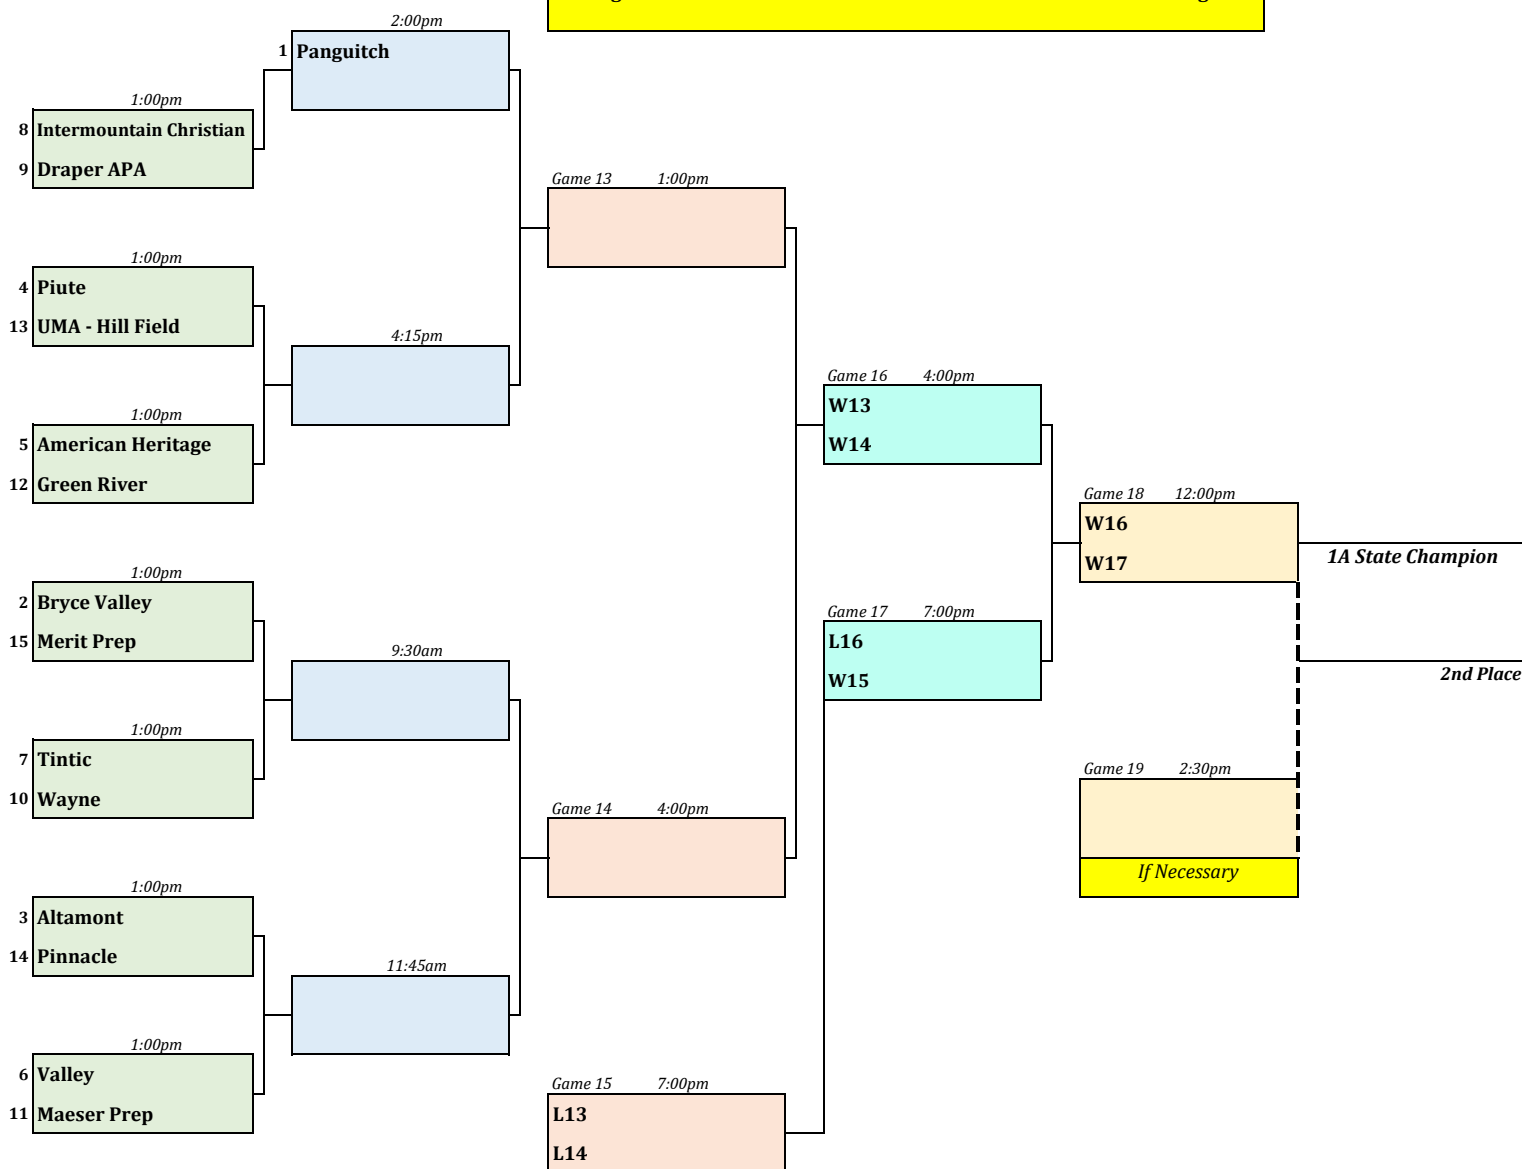 2:00pm
1 Panguitch
1:00pm
8 Intermountain Christian
9 Draper APA
Game 13 1:00pm
1:00pm
4 Piute
13 UMA - Hill Field
4:15pm
Game 16 4:00pm
W13
W14
1:00pm
5 American Heritage
12 Green River
Game 18 12:00pm
W16
W17
1A State Champion
1:00pm
2 Bryce Valley
15 Merit Prep
9:30am
Game 17 7:00pm
L16
W15
2nd Place
1:00pm
7 Tintic
10 Wayne
Game 19 2:30pm
If Necessary
Game 14 4:00pm
1:00pm
3 Altamont
14 Pinnacle
11:45am
1:00pm
6 Valley
11 Maeser Prep
Game 15 7:00pm
L13
L14